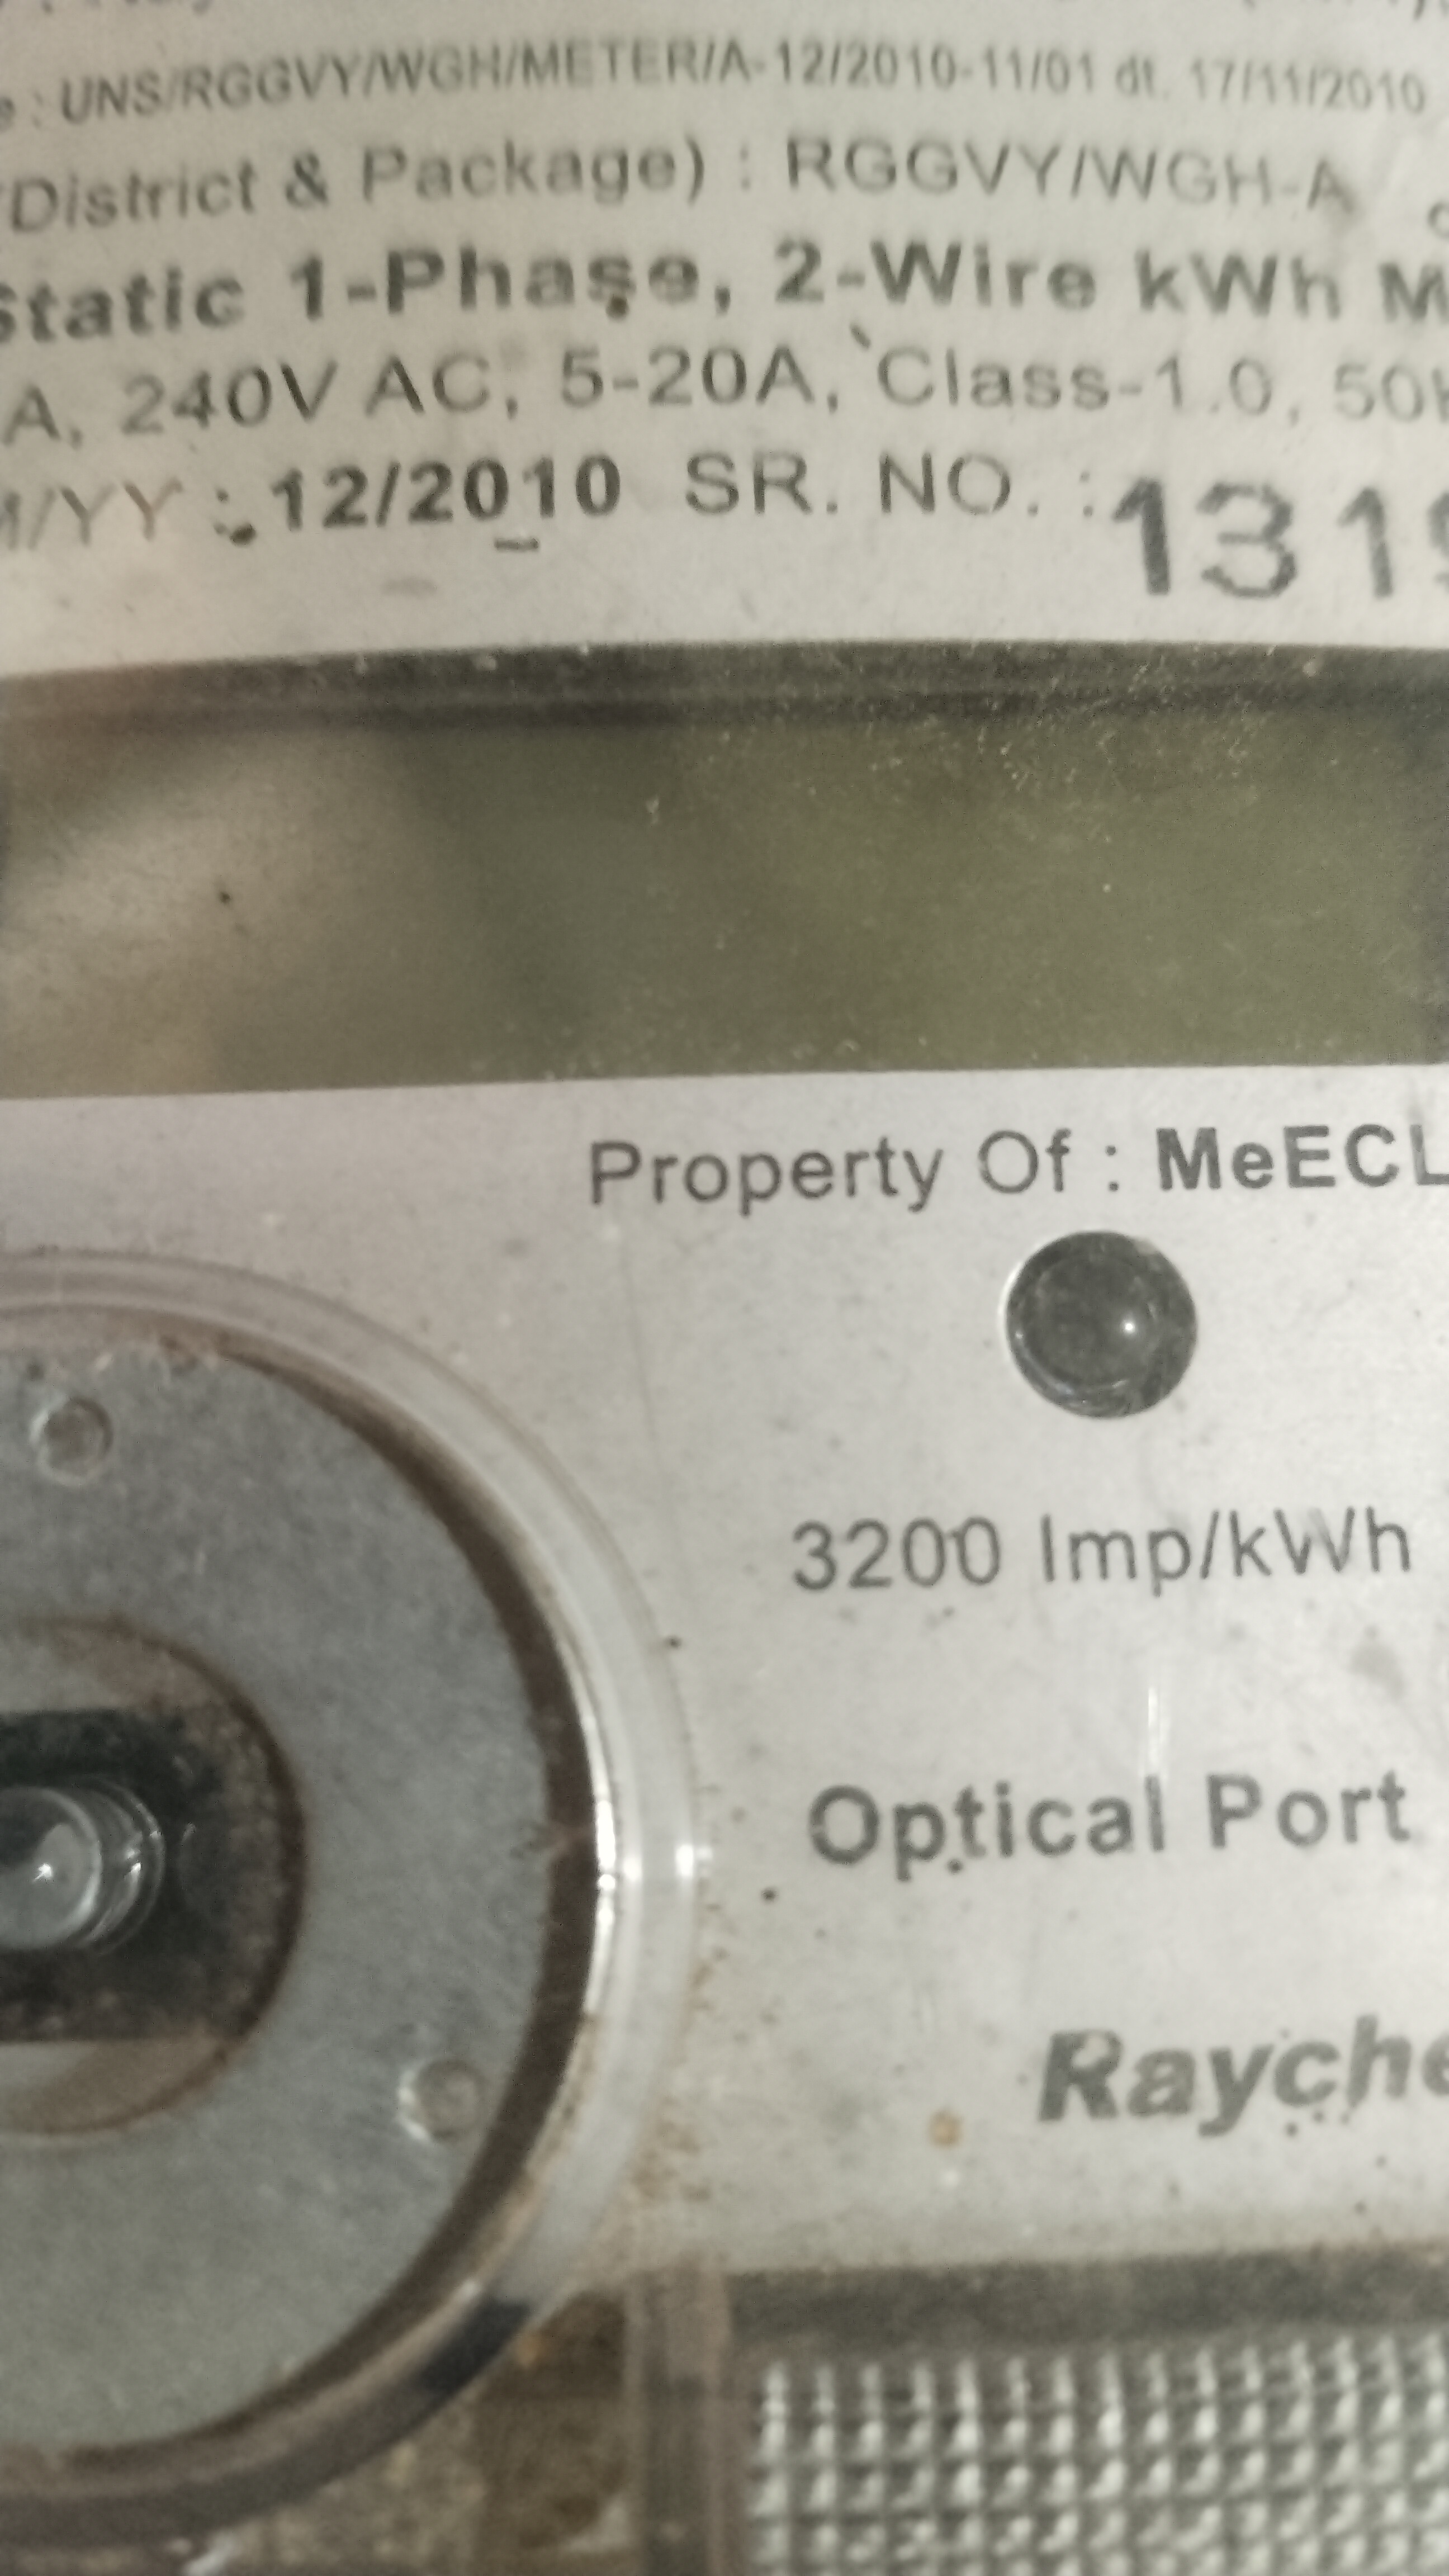 : UNS/RGGVY/WGH/METER/A-12/2010-11/01 dt. 17/11/2010
District & Package) : RGGVY/WGH-A
Static 1-Phase, 2-Wire kWh M
A, 240V AC, 5-20A, Class-1.0, 50
/YY : 12/2010 SR. NO. : 1319
Property Of : MeECL
3200 Imp/kWh
Optical Port
Rayche